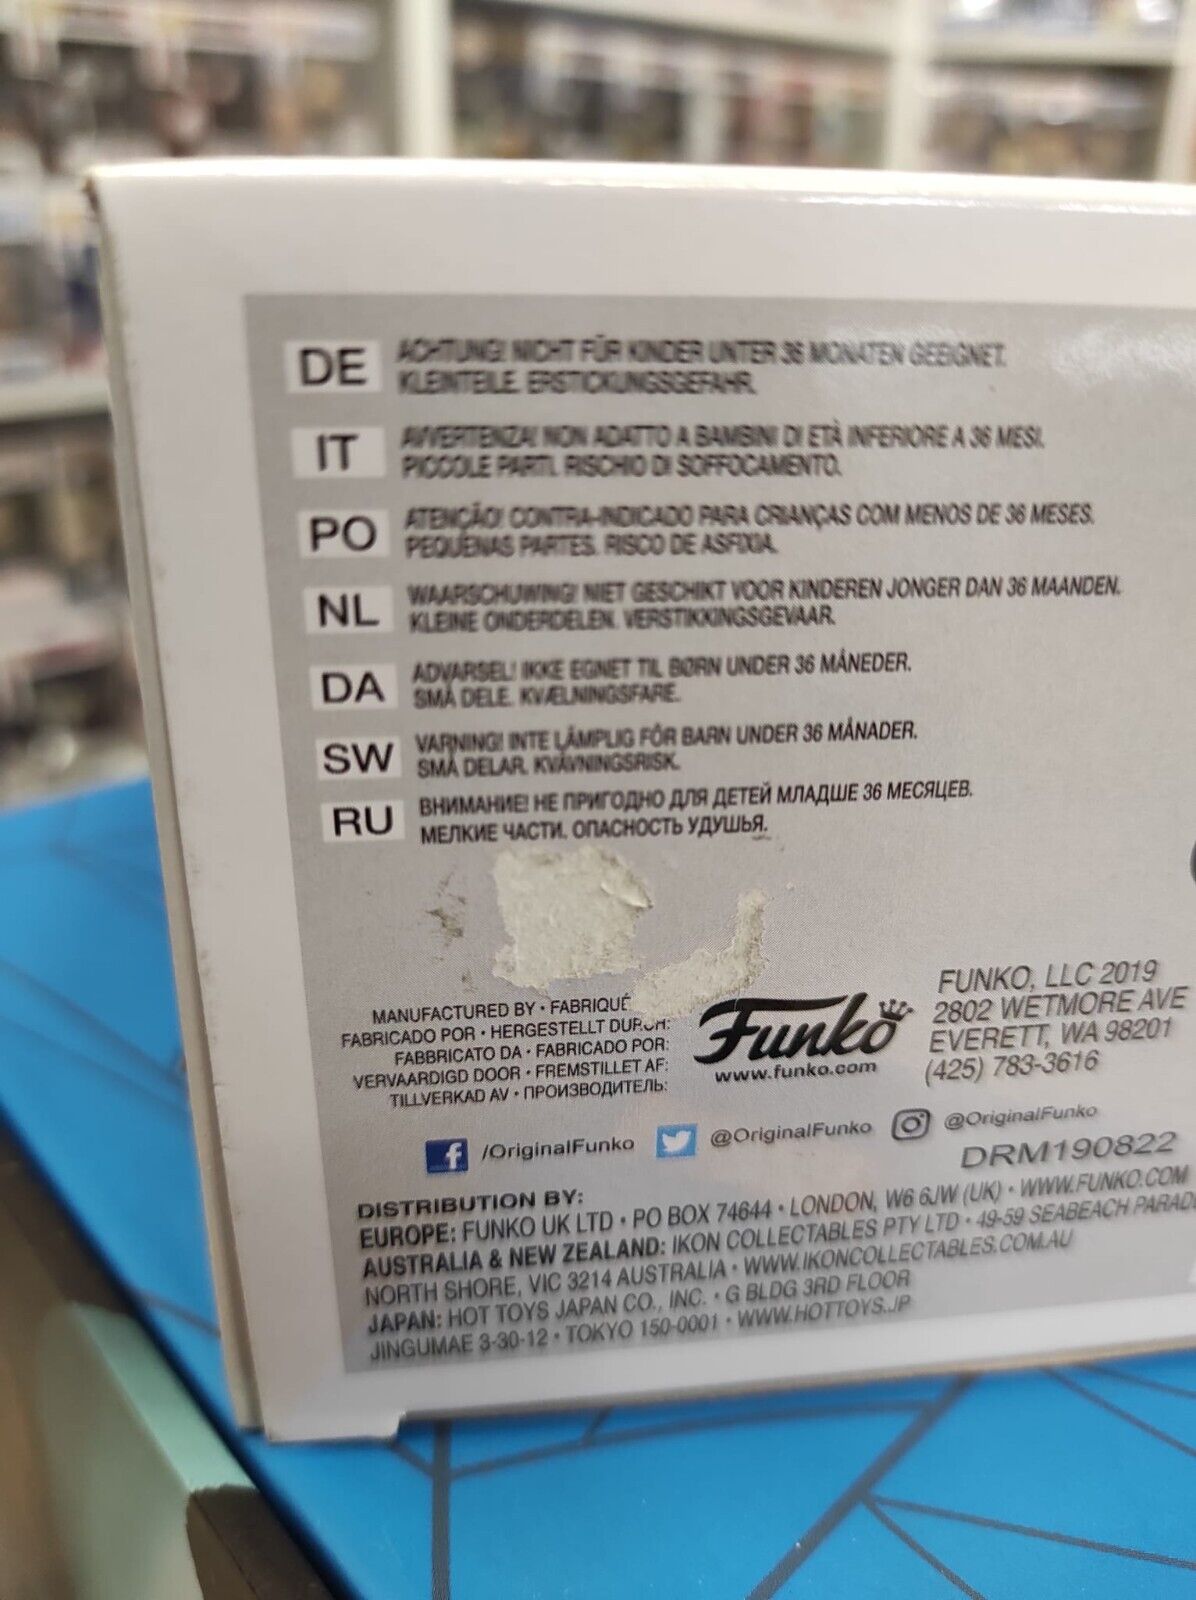 DE
ACHTUNG! NICHT FÜR KINDER UNTER 36 MONATEN GEEIGNET.
KLEINTEILE. ERSTICKUNGSGEFAHR.
IT
AVVERTENZA! NON ADATTO A BAMBINI DI ETÀ INFERIORE A 36 MESI.
PICCOLE PARTI. RISCHIO DI SOFFOCAMENTO.
PO
ATENÇÃO! CONTRA-INDICADO PARA CRIANÇAS COM MENOS DE 36 MESES.
PEQUENAS PARTES. RISCO DE ASFIXIA.
NL
WAARSCHUWING! NIET GESCHIKT VOOR KINDEREN JONGER DAN 36 MAANDEN.
KLEINE ONDERDELEN. VERSTIKKINGSGEVAAR.
DA
ADVARSEL! IKKE EGNET TIL BØRN UNDER 36 MÅNEDER.
SMÅ DELE. KVÆLNINGSFARE.
SW
VARNING! INTE LÄMPLIG FÖR BARN UNDER 36 MÅNADER.
SMÅ DELAR. KVÄVNINGSRISK.
RU
ВНИМАНИЕ! НЕ ПРИГОДНО ДЛЯ ДЕТЕЙ МЛАДШЕ 36 МЕСЯЦЕВ.
МЕЛКИЕ ЧАСТИ. ОПАСНОСТЬ УДУШЬЯ.
MANUFACTURED BY • FABRIQUÉ
FABRICADO POR • HERGESTELLT DURCH:
FABBRICATO DA • FABRICADO POR:
VERVAARDIGD DOOR • FREMSTILLET AF:
TILLVERKAD AV • ПРОИЗВОДИТЕЛЬ:
Funko
www.funko.com
FUNKO, LLC 2019
2802 WETMORE AVE
EVERETT, WA 98201
(425) 783-3616
/OriginalFunko
@OriginalFunko
@OriginalFunko
DRM190822
DISTRIBUTION BY:
EUROPE: FUNKO UK LTD • PO BOX 74644 • LONDON, W6 6JW (UK) • WWW.FUNKO.COM
AUSTRALIA & NEW ZEALAND: IKON COLLECTABLES PTY LTD • 49-59 SEABEACH PARADE
NORTH SHORE, VIC 3214 AUSTRALIA • WWW.IKONCOLLECTABLES.COM.AU
JAPAN: HOT TOYS JAPAN CO., INC. • G BLDG 3RD FLOOR
JINGUMAE 3-30-12 • TOKYO 150-0001 • WWW.HOTTOYS.JP